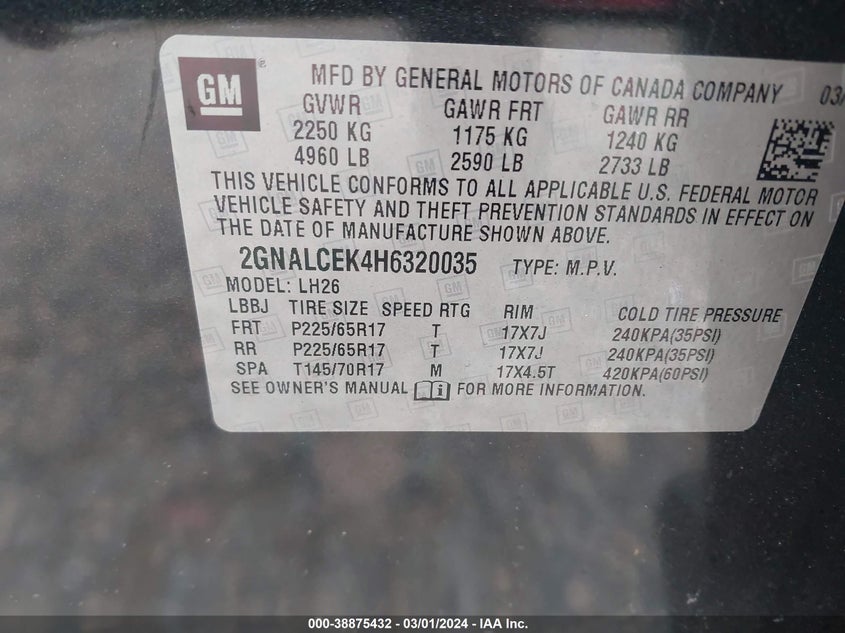 GM
MFD BY GENERAL MOTORS OF CANADA COMPANY 03/
GVWR GAWR FRT GAWR RR
2250 KG 1175 KG 1240 KG
4960 LB 2590 LB 2733 LB
THIS VEHICLE CONFORMS TO ALL APPLICABLE U.S. FEDERAL MOTOR
VEHICLE SAFETY AND THEFT PREVENTION STANDARDS IN EFFECT ON
THE DATE OF MANUFACTURE SHOWN ABOVE.
2GNALCEK4H6320035 TYPE: M.P.V.
MODEL: LH26
LBBJ TIRE SIZE SPEED RTG RIM COLD TIRE PRESSURE
FRT P225/65R17 T 17X7J 240KPA(35PSI)
RR P225/65R17 T 17X7J 240KPA(35PSI)
SPA T145/70R17 M 17X4.5T 420KPA(60PSI)
SEE OWNER'S MANUAL i FOR MORE INFORMATION.
000-38875432 - 03/01/2024 - IAA Inc.